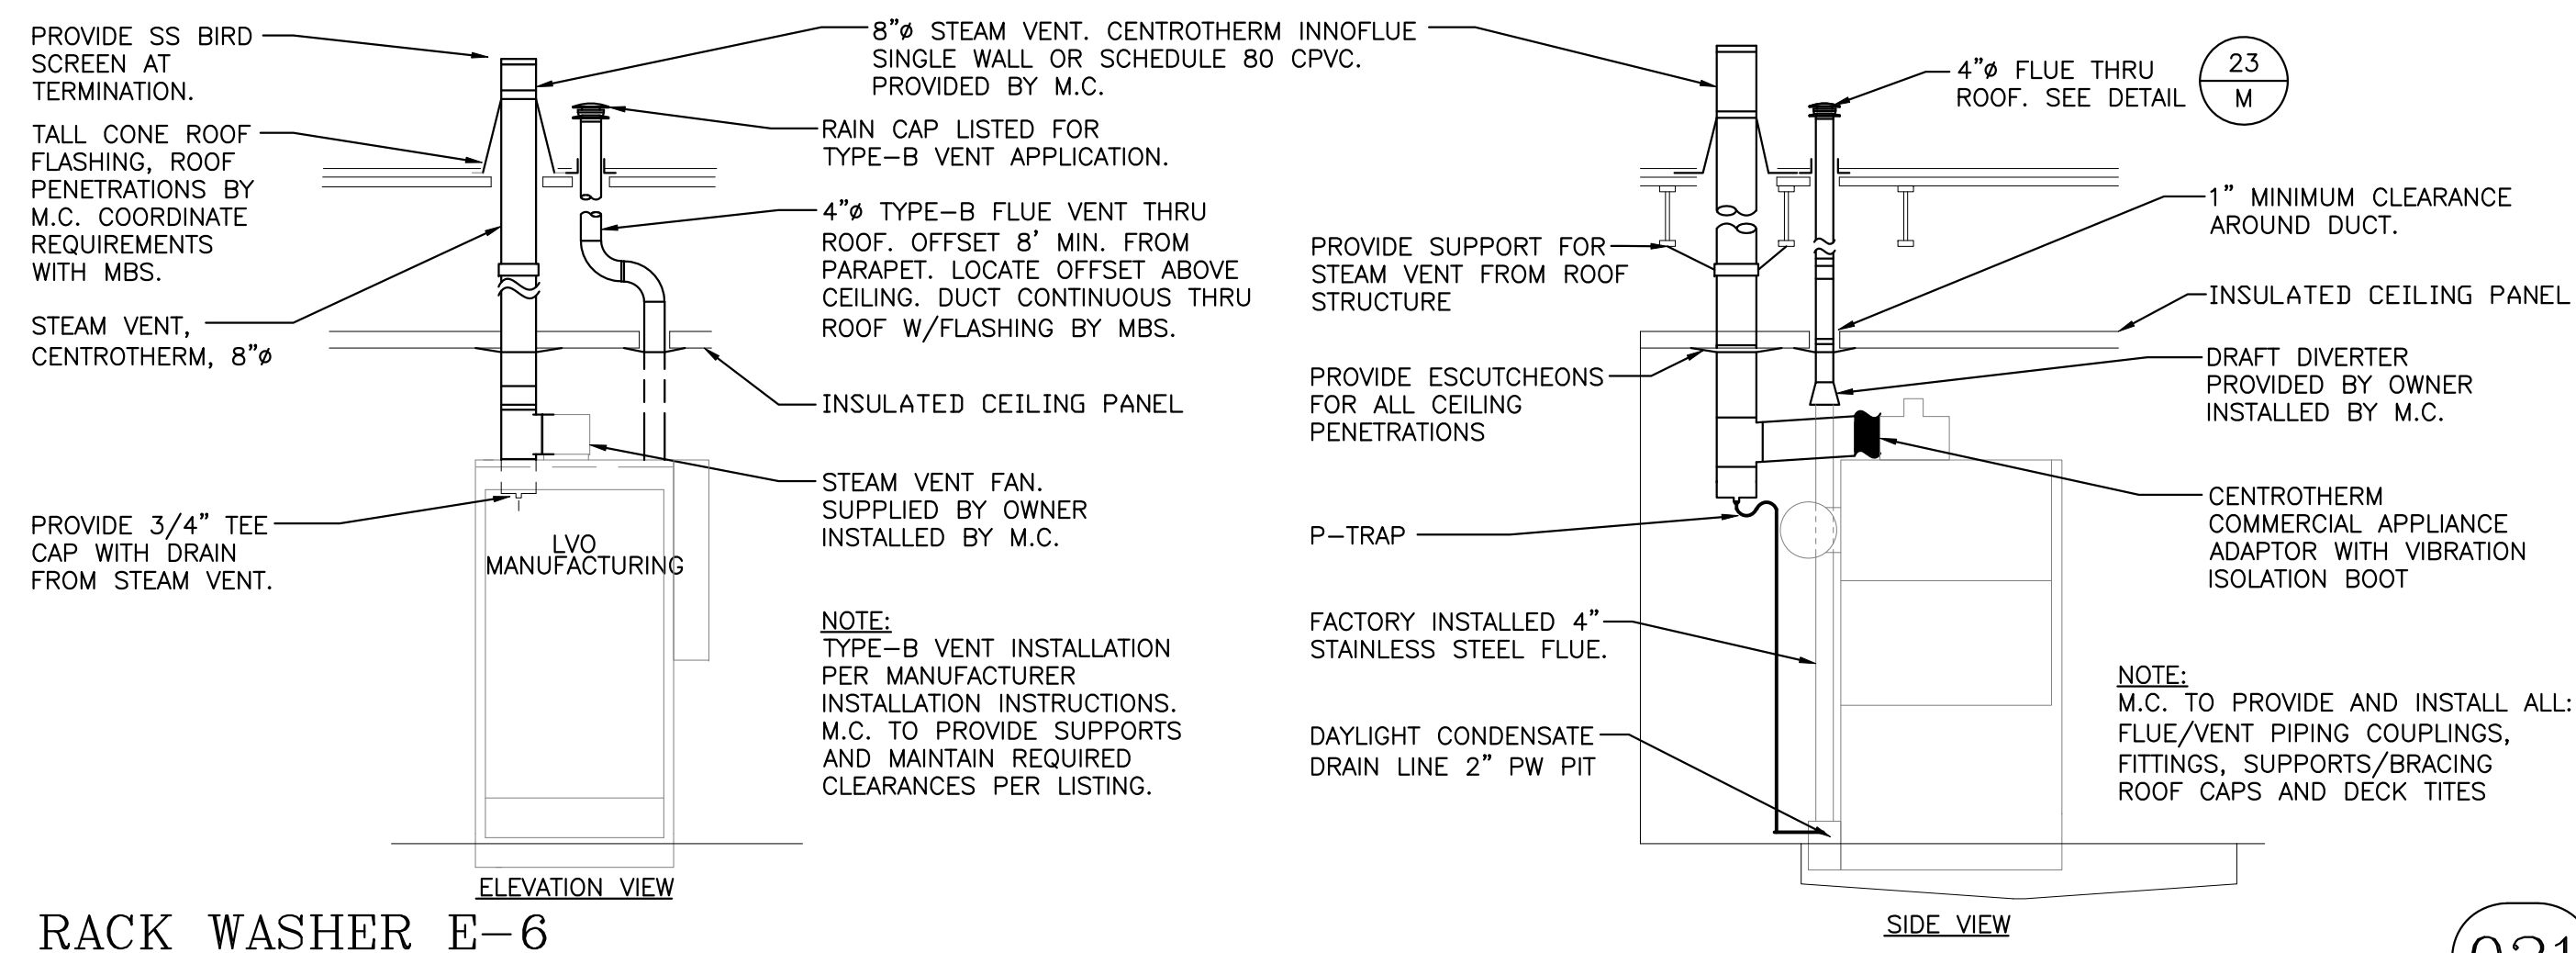 PROVIDE SS BIRD
SCREEN AT
TERMINATION.
TALL CONE ROOF
FLASHING, ROOF
PENETRATIONS BY
M.C. COORDINATE
REQUIREMENTS
WITH MBS.
STEAM VENT,
CENTROTHERM, 8"ø
PROVIDE 3/4" TEE
CAP WITH DRAIN
FROM STEAM VENT.
8"ø STEAM VENT. CENTROTHERM INNOFLUE
SINGLE WALL OR SCHEDULE 80 CPVC.
PROVIDED BY M.C.
RAIN CAP LISTED FOR
TYPE-B VENT APPLICATION.
4"ø TYPE-B FLUE VENT THRU
ROOF. OFFSET 8' MIN. FROM
PARAPET. LOCATE OFFSET ABOVE
CEILING. DUCT CONTINUOUS THRU
ROOF W/FLASHING BY MBS.
INSULATED CEILING PANEL
STEAM VENT FAN.
SUPPLIED BY OWNER
INSTALLED BY M.C.
LVO
MANUFACTURING
NOTE:
TYPE-B VENT INSTALLATION
PER MANUFACTURER
INSTALLATION INSTRUCTIONS.
M.C. TO PROVIDE SUPPORTS
AND MAINTAIN REQUIRED
CLEARANCES PER LISTING.
ELEVATION VIEW
RACK WASHER E-6
PROVIDE SUPPORT FOR
STEAM VENT FROM ROOF
STRUCTURE
PROVIDE ESCUTCHEONS
FOR ALL CEILING
PENETRATIONS
P-TRAP
FACTORY INSTALLED 4"
STAINLESS STEEL FLUE.
DAYLIGHT CONDENSATE
DRAIN LINE 2" PW PIT
4"ø FLUE THRU
ROOF. SEE DETAIL
23
M
1" MINIMUM CLEARANCE
AROUND DUCT.
INSULATED CEILING PANEL
DRAFT DIVERTER
PROVIDED BY OWNER
INSTALLED BY M.C.
CENTROTHERM
COMMERCIAL APPLIANCE
ADAPTOR WITH VIBRATION
ISOLATION BOOT
NOTE:
M.C. TO PROVIDE AND INSTALL ALL:
FLUE/VENT PIPING COUPLINGS,
FITTINGS, SUPPORTS/BRACING
ROOF CAPS AND DECK TITES
SIDE VIEW